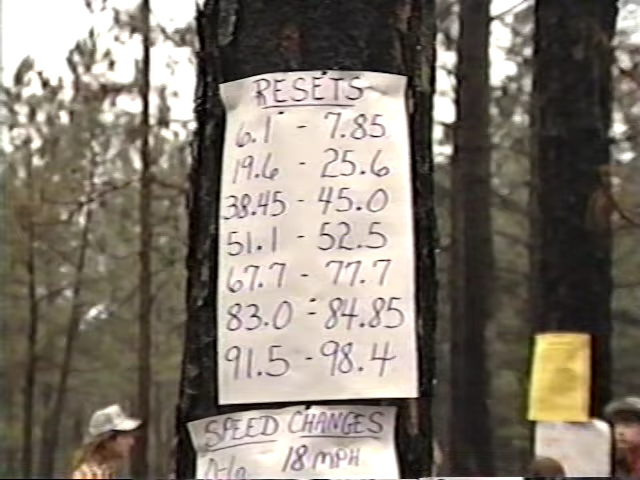 RESETS
6.1 - 7.85
19.6 - 25.6
38.45 - 45.0
51.1 - 52.5
67.7 - 77.7
83.0 - 84.85
91.5 - 98.4
SPEED CHANGES
18 MPH